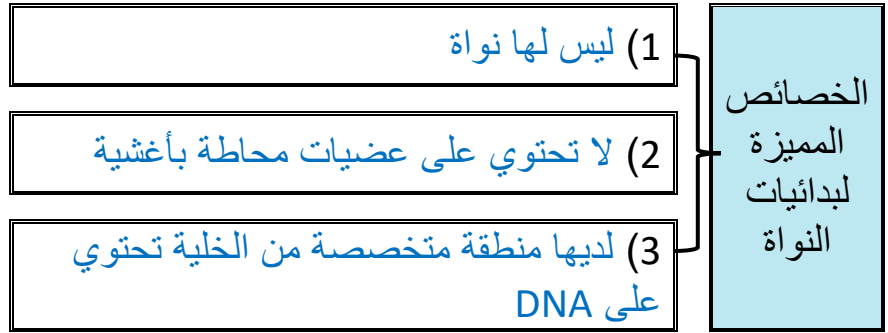 الخصائص
المميزة
لبدائيات
النواة
1) ليس لها نواة
2) لا تحتوي على عضيات محاطة بأغشية
3) لديها منطقة متخصصة من الخلية تحتوي
على DNA